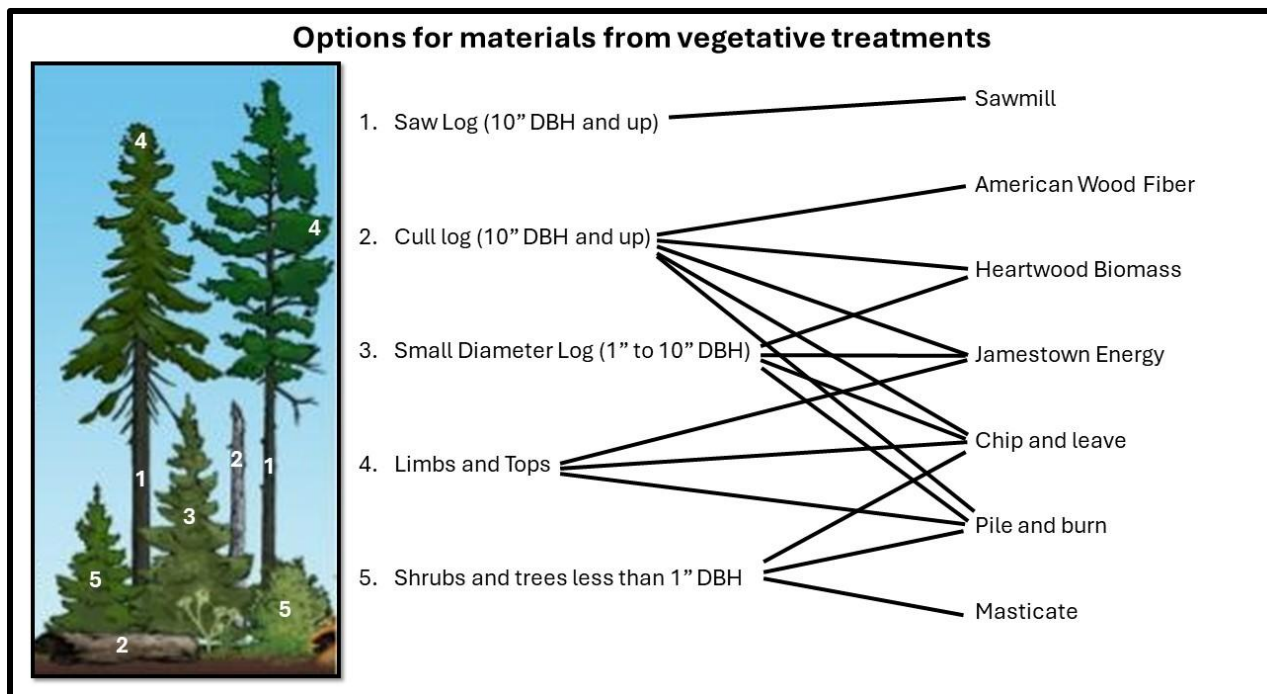 Options for materials from vegetative treatments
4
4
1
2
1
3
5
5
2
1. Saw Log (10” DBH and up)
2. Cull log (10” DBH and up)
3. Small Diameter Log (1” to 10” DBH)
4. Limbs and Tops
5. Shrubs and trees less than 1” DBH
Sawmill
American Wood Fiber
Heartwood Biomass
Jamestown Energy
Chip and leave
Pile and burn
Masticate